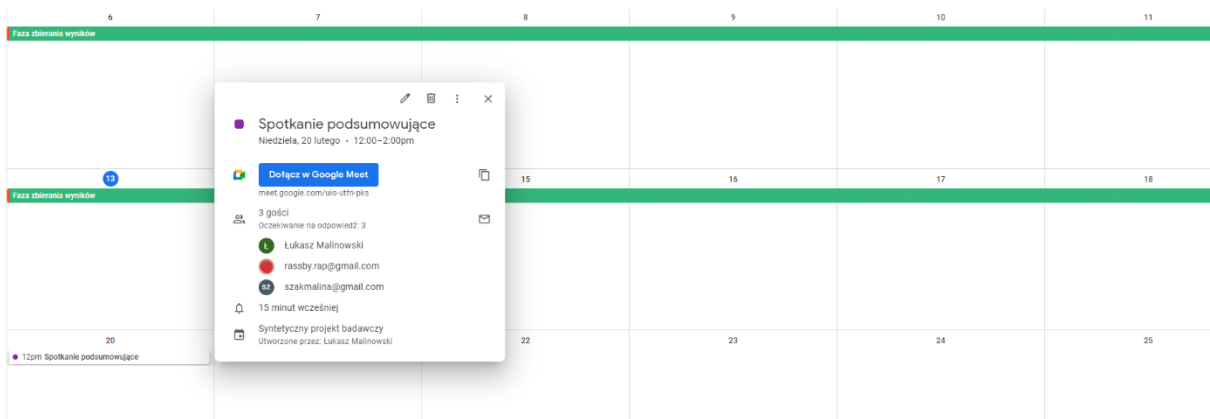 6 7 8 9 10 11
Faza zbierania wyników
Spotkanie podsumowujące
Niedziela, 20 lutego • 12:00–2:00pm
Dołącz w Google Meet
meet.google.com/uio-utfn-pks
3 gości
Oczekiwanie na odpowiedź: 3
Ł Łukasz Malinowski
rassby.rap@gmail.com
SZ szakmalina@gmail.com
15 minut wcześniej
Syntetyczny projekt badawczy
Utworzone przez: Łukasz Malinowski
13 15 16 17 18
Faza zbierania wyników
20 22 23 24 25
12pm Spotkanie podsumowujące